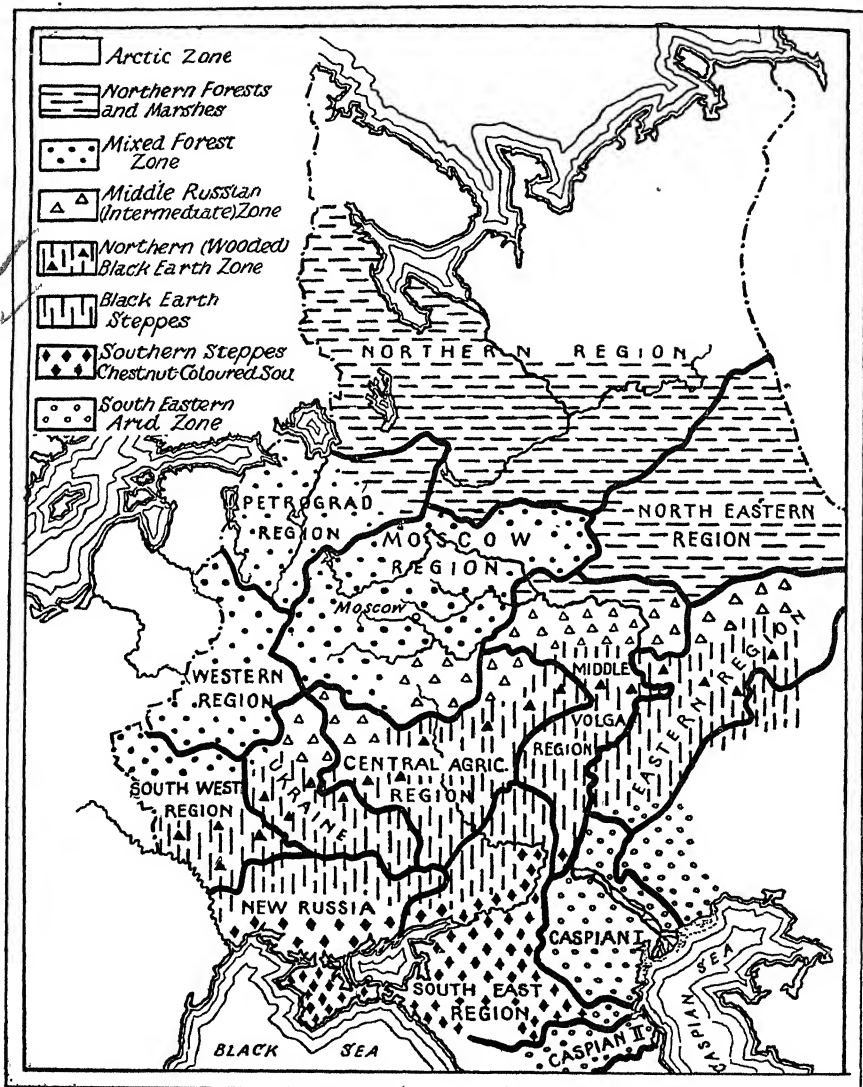 Arctic Zone
Northern Forests
and Marshes
Mixed Forest
Zone
Middle Russian
(Intermediate) Zone
Northern (Wooded)
Black Earth Zone
Black Earth
Steppes
Southern Steppes
Chestnut-Coloured Soil
South Eastern
Arid Zone
NORTHERN REGION
PETROGRAD
REGION
MOSCOW
REGION
Moscow
NORTH EASTERN
REGION
WESTERN
REGION
MIDDLE
VOLGA
REGION
EASTERN REGION
CENTRAL AGRIC.
REGION
UKRAINE
SOUTH WEST
REGION
NEW RUSSIA
CASPIAN I
SOUTH EAST
REGION
CASPIAN II
CASPIAN SEA
BLACK SEA